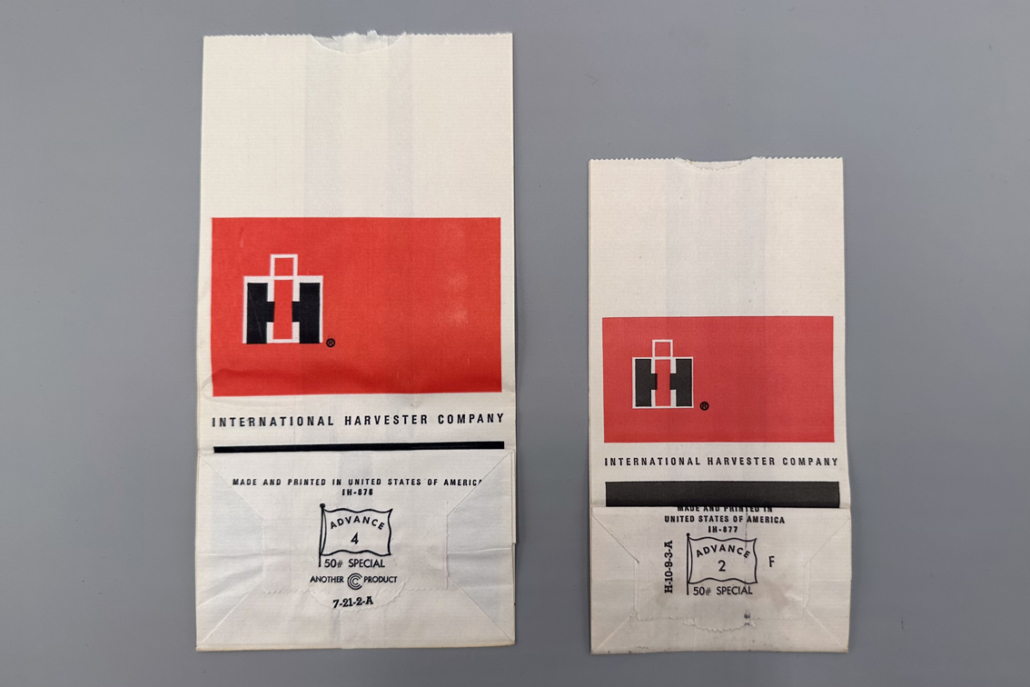 IH
®
INTERNATIONAL HARVESTER COMPANY
MADE AND PRINTED IN UNITED STATES OF AMERICA
IH-876
ADVANCE
4
50# SPECIAL
ANOTHER C PRODUCT
7-21-2-A
IH
®
INTERNATIONAL HARVESTER COMPANY
MADE AND PRINTED IN
UNITED STATES OF AMERICA
IH-877
H-10-9-3-A
ADVANCE
2
F
50# SPECIAL